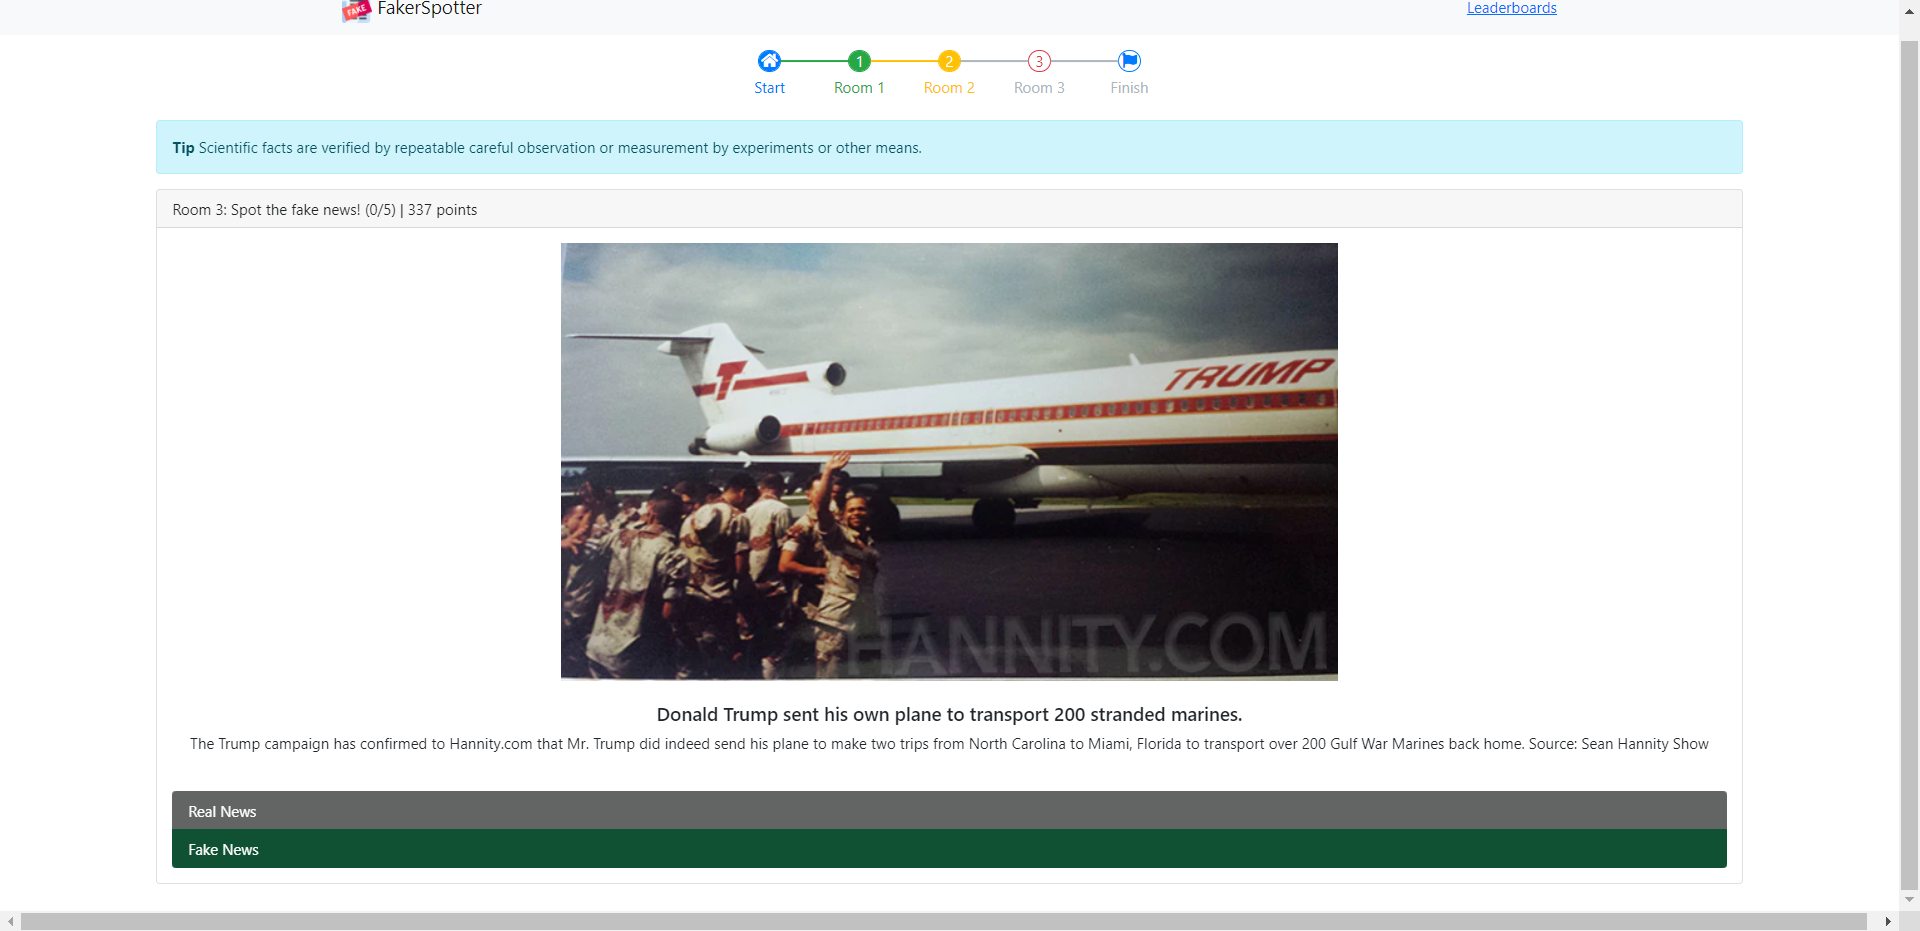 FAKE
FakerSpotter
Leaderboards
1
2
3
Start
Room 1
Room 2
Room 3
Finish
Tip Scientific facts are verified by repeatable careful observation or measurement by experiments or other means.
Room 3: Spot the fake news! (0/5) | 337 points
T
TRUMP
HANNITY.COM
Donald Trump sent his own plane to transport 200 stranded marines.
The Trump campaign has confirmed to Hannity.com that Mr. Trump did indeed send his plane to make two trips from North Carolina to Miami, Florida to transport over 200 Gulf War Marines back home. Source: Sean Hannity Show
Real News
Fake News